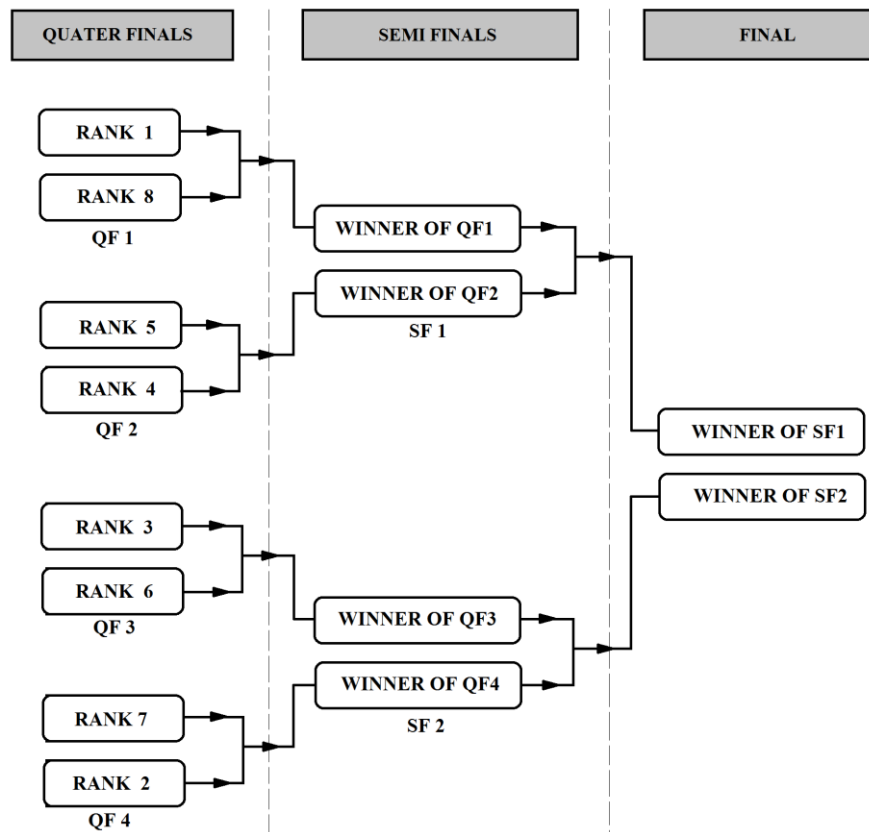 QUATER FINALS
SEMI FINALS
FINAL
RANK 1
RANK 8
QF 1
RANK 5
RANK 4
QF 2
RANK 3
RANK 6
QF 3
RANK 7
RANK 2
QF 4
WINNER OF QF1
WINNER OF QF2
SF 1
WINNER OF QF3
WINNER OF QF4
SF 2
WINNER OF SF1
WINNER OF SF2